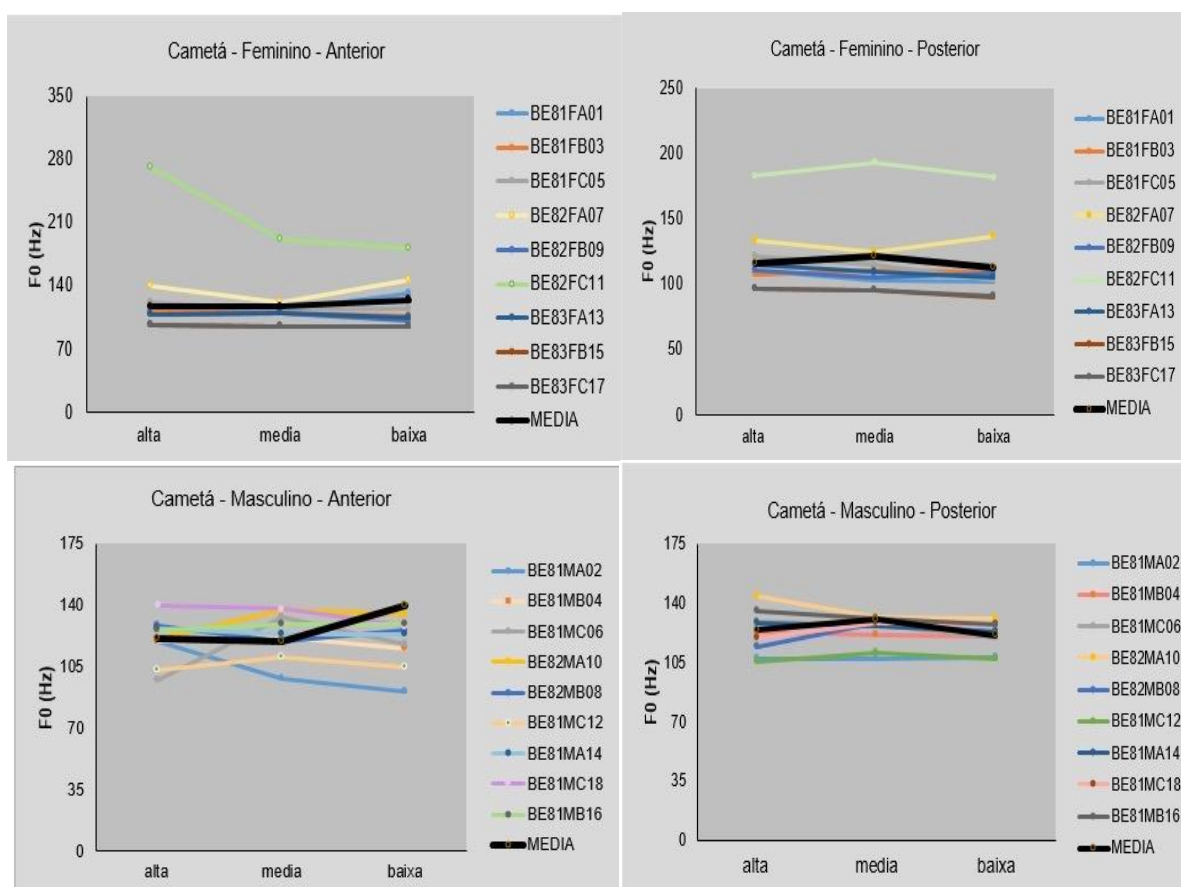 Cametá - Feminino - Anterior
F0 (Hz)
350
280
210
140
70
0
alta
media
baixa
BE81FA01
BE81FB03
BE81FC05
BE82FA07
BE82FB09
BE82FC11
BE83FA13
BE83FB15
BE83FC17
MEDIA
Cametá - Feminino - Posterior
F0 (Hz)
250
200
150
100
50
0
alta
media
baixa
BE81FA01
BE81FB03
BE81FC05
BE82FA07
BE82FB09
BE82FC11
BE83FA13
BE83FB15
BE83FC17
MEDIA
Cametá - Masculino - Anterior
F0 (Hz)
175
140
105
70
35
0
alta
media
baixa
BE81MA02
BE81MB04
BE81MC06
BE82MA10
BE82MB08
BE81MC12
BE81MA14
BE81MC18
BE81MB16
MEDIA
Cametá - Masculino - Posterior
F0 (Hz)
175
140
105
70
35
0
alta
media
baixa
BE81MA02
BE81MB04
BE81MC06
BE82MA10
BE82MB08
BE81MC12
BE81MA14
BE81MC18
BE81MB16
MEDIA